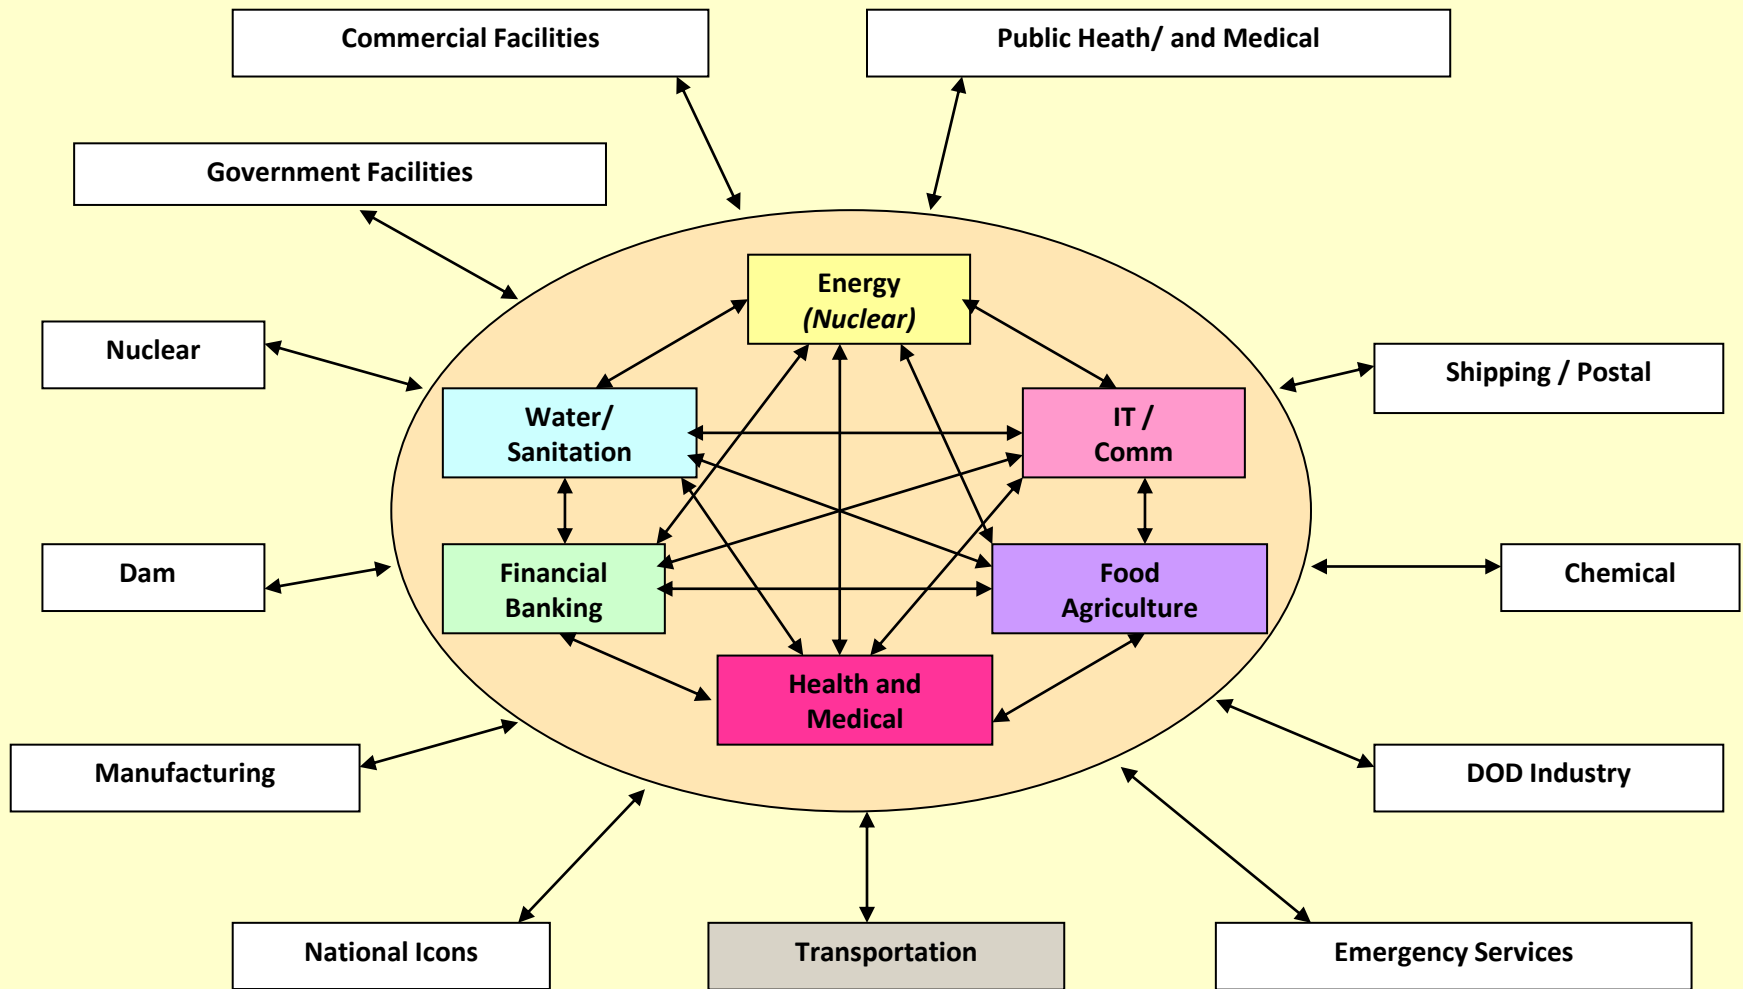 Commercial Facilities
Public Heath/ and Medical
Government Facilities
Energy
(Nuclear)
Nuclear
Shipping / Postal
Water/
Sanitation
IT /
Comm
Dam
Financial
Banking
Food
Agriculture
Chemical
Health and
Medical
Manufacturing
DOD Industry
National Icons
Transportation
Emergency Services